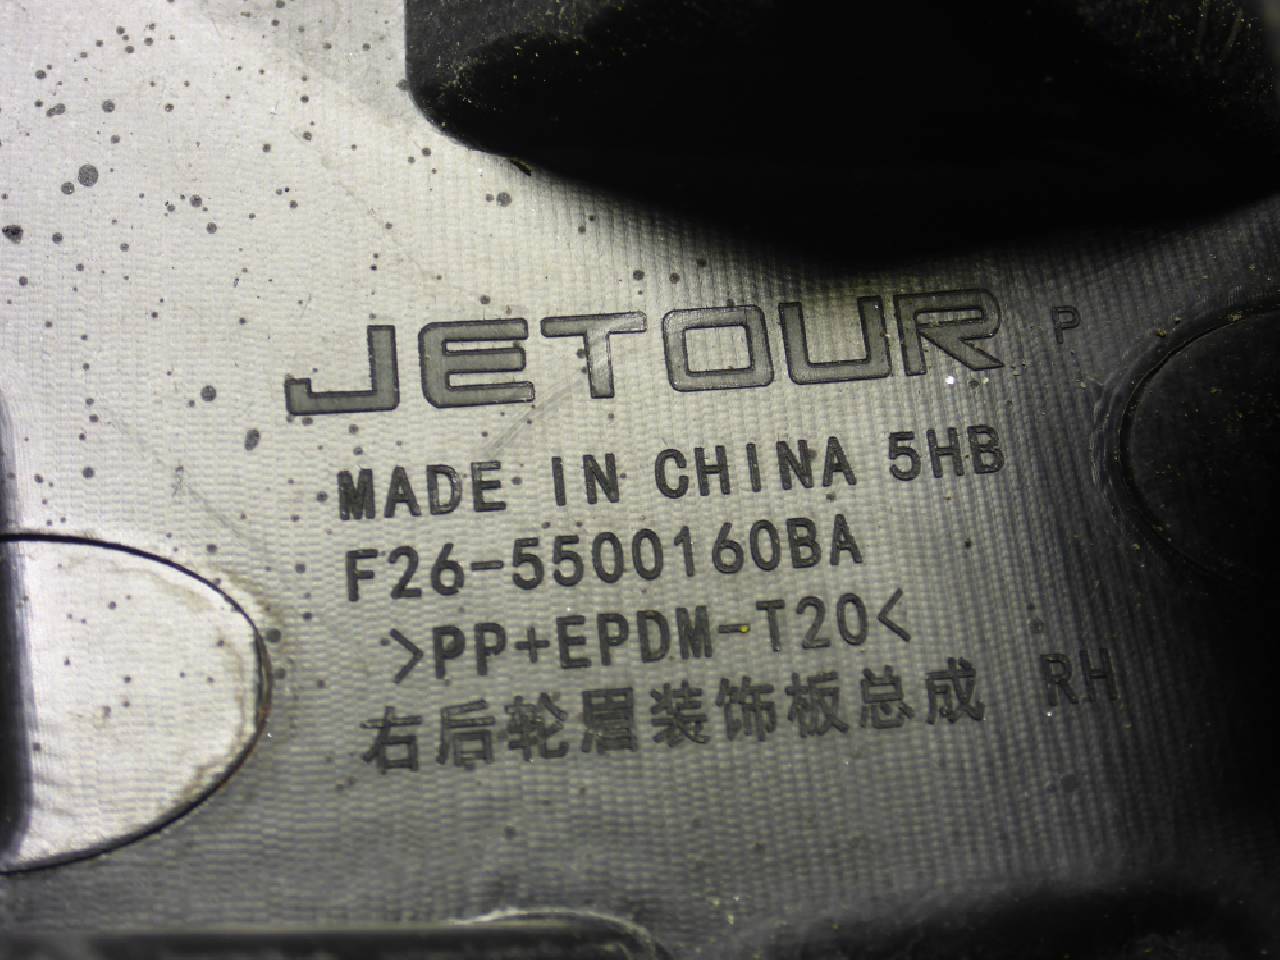 JETOUR P
MADE IN CHINA 5HB
F26-5500160BA
>PP+EPDM-T20<
右后轮眉装饰板总成 RH